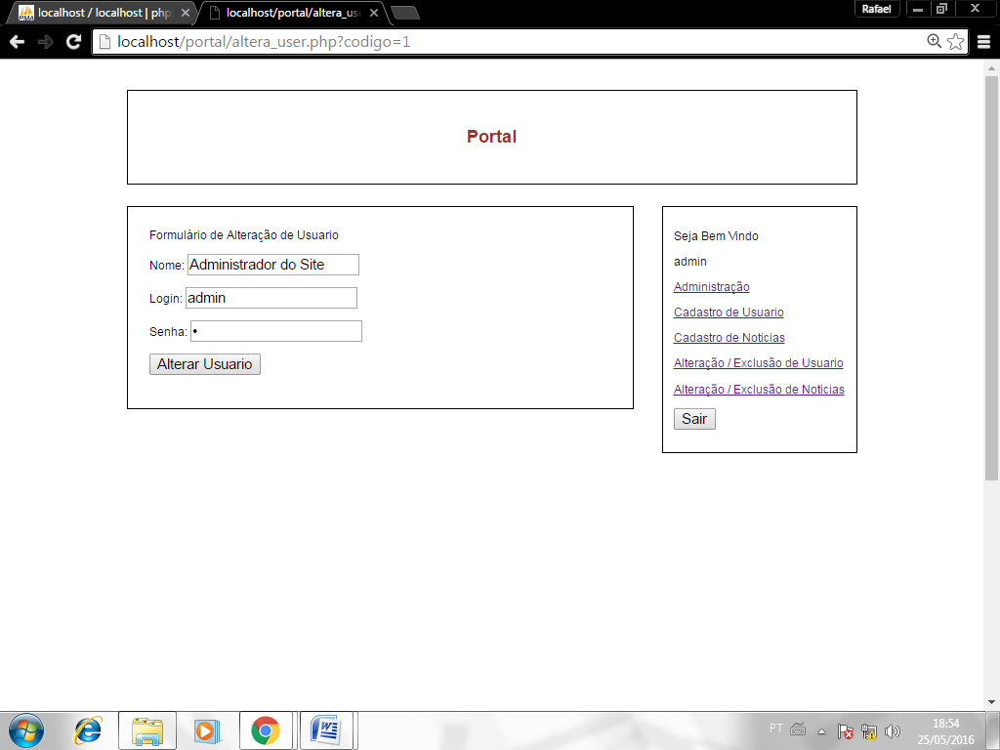 localhost / localhost | php
localhost/portal/altera_use
Rafael
localhost/portal/altera_user.php?codigo=1
Portal
Formulário de Alteração de Usuario
Nome: Administrador do Site
Login: admin
Senha: •
Alterar Usuario
Seja Bem Vindo
admin
Administração
Cadastro de Usuario
Cadastro de Noticias
Alteração / Exclusão de Usuario
Alteração / Exclusão de Noticias
Sair
PT
18:54
25/05/2016